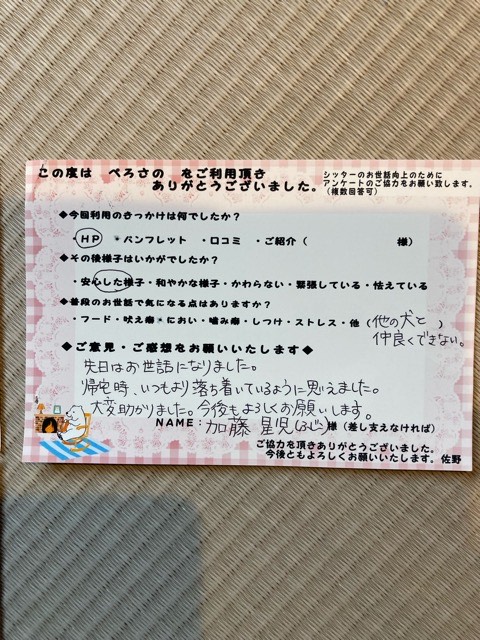 この度は べろさの をご利用頂き
ありがとうございました。
シッターのお世話向上のために
アンケートのご協力をお願い致します。
(複数回答可)
◆今回利用のきっかけは何でしたか?
・HP ・パンフレット ・口コミ ・ご紹介( 様)
◆その後様子はいかがでしたか?
・安心した様子・和やかな様子・かわらない・緊張している・怯えている
◆普段のお世話で気になる点はありますか?
・フード・吠え癖・におい・噛み癖・しつけ・ストレス・他(他の犬と)
仲良くできない。
◆ご意見・ご感想をお願いいたします◆
先日はお世話になりました。
帰宅時、いつもより落ち着いているように思えました。
大変助かりました。今後もよろしくお願いします。
NAME:加藤 星児(ふじ)様(差し支えなければ)
ご協力を頂きありがとうございました。
今後ともよろしくお願いいたします。佐野